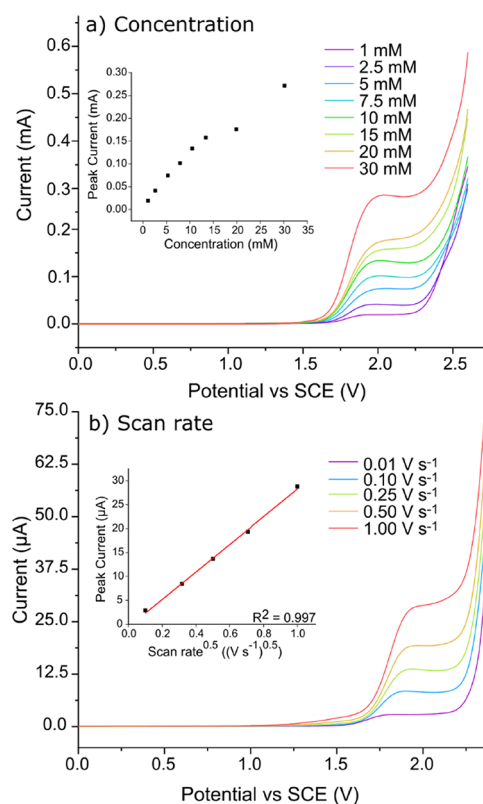 a) Concentration
1 mM
2.5 mM
5 mM
7.5 mM
10 mM
15 mM
20 mM
30 mM
0.6
0.5
0.4
0.3
0.2
0.1
0.0
Current (mA)
0.30
0.25
0.20
0.15
0.10
0.05
0.00
Peak Current (mA)
0 5 10 15 20 25 30 35
Concentration (mM)
0.0 0.5 1.0 1.5 2.0 2.5
Potential vs SCE (V)
b) Scan rate
0.01 V s⁻¹
0.10 V s⁻¹
0.25 V s⁻¹
0.50 V s⁻¹
1.00 V s⁻¹
75.0
62.5
50.0
37.5
25.0
12.5
0.0
Current (μA)
30
20
10
0
Peak Current (μA)
R² = 0.997
0.0 0.2 0.4 0.6 0.8 1.0
Scan rate⁰·⁵ ((V s⁻¹)⁰·⁵)
0.0 0.5 1.0 1.5 2.0
Potential vs SCE (V)